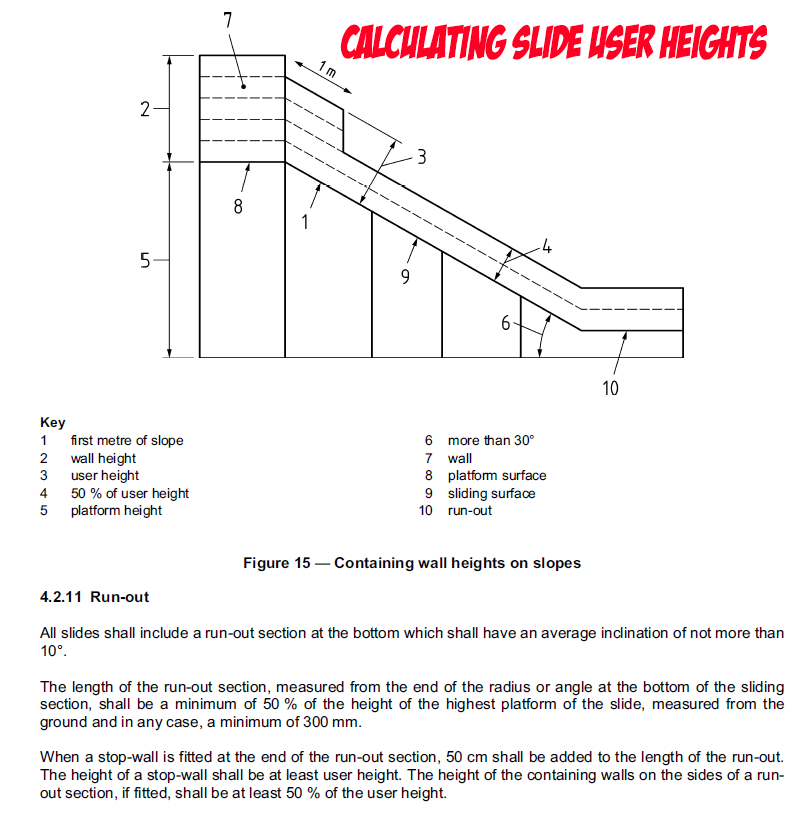 CALCULATING SLIDE USER HEIGHTS
7
1 m
2
3
8
1
4
5
9
6
10
Key
1 first metre of slope
2 wall height
3 user height
4 50 % of user height
5 platform height
6 more than 30°
7 wall
8 platform surface
9 sliding surface
10 run-out
Figure 15 — Containing wall heights on slopes
4.2.11 Run-out
All slides shall include a run-out section at the bottom which shall have an average inclination of not more than
10°.
The length of the run-out section, measured from the end of the radius or angle at the bottom of the sliding
section, shall be a minimum of 50 % of the height of the highest platform of the slide, measured from the
ground and in any case, a minimum of 300 mm.
When a stop-wall is fitted at the end of the run-out section, 50 cm shall be added to the length of the run-out.
The height of a stop-wall shall be at least user height. The height of the containing walls on the sides of a run-
out section, if fitted, shall be at least 50 % of the user height.